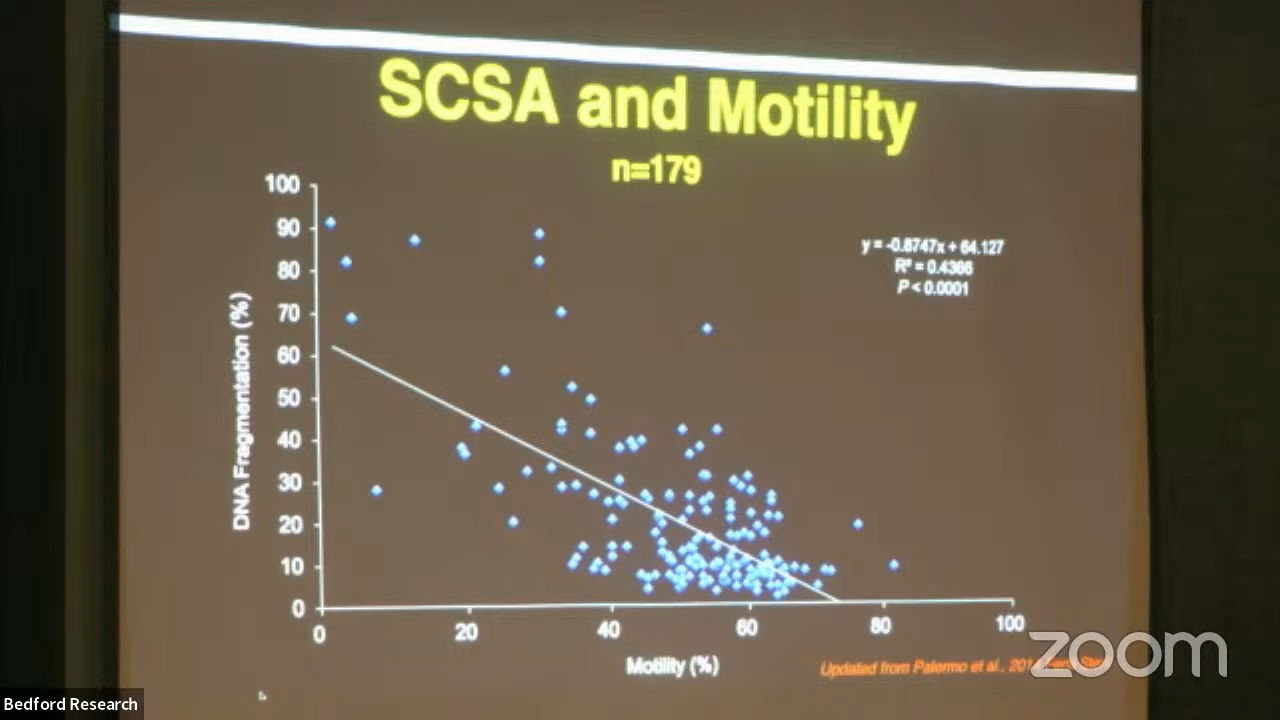 SCSA and Motility
n=179
y = -0.8747x + 64.127
R² = 0.4366
P < 0.0001
DNA Fragmentation (%)
100
90
80
70
60
50
40
30
20
10
0
0
20
40
60
80
100
Motility (%)
Updated from Palermo et al.,
zoom
Bedford Research